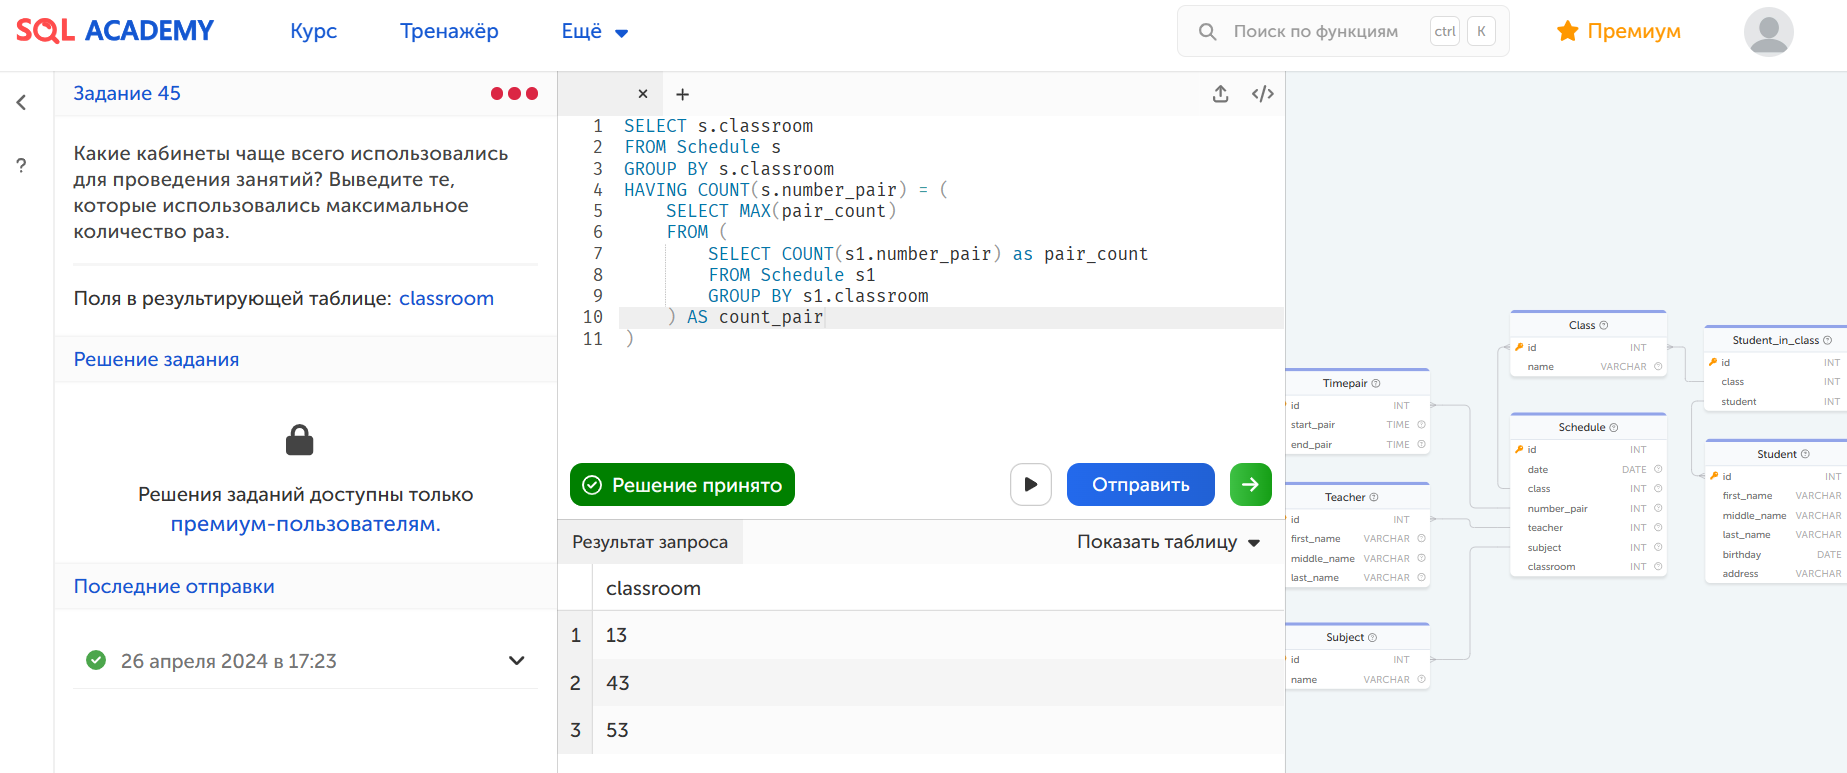 SQL ACADEMY
Курс
Тренажёр
Ещё
Поиск по функциям
ctrl
K
Премиум
Задание 45
Какие кабинеты чаще всего использовались
для проведения занятий? Выведите те,
которые использовались максимальное
количество раз.
Поля в результирующей таблице: classroom
Решение задания
Решения заданий доступны только
премиум-пользователям.
Последние отправки
26 апреля 2024 в 17:23
1 SELECT s.classroom
2 FROM Schedule s
3 GROUP BY s.classroom
4 HAVING COUNT(s.number_pair) = (
5 SELECT MAX(pair_count)
6 FROM (
7 SELECT COUNT(s1.number_pair) as pair_count
8 FROM Schedule s1
9 GROUP BY s1.classroom
10 ) AS count_pair
11 )
Решение принято
Отправить
Результат запроса
Показать таблицу
classroom
1 13
2 43
3 53
Timepair
id INT
start_pair TIME
end_pair TIME
Teacher
id INT
first_name VARCHAR
middle_name VARCHAR
last_name VARCHAR
Subject
id INT
name VARCHAR
Class
id INT
name VARCHAR
Schedule
id INT
date DATE
class INT
number_pair INT
teacher INT
subject INT
classroom INT
Student_in_class
id INT
class INT
student INT
Student
id INT
first_name VARCHAR
middle_name VARCHAR
last_name VARCHAR
birthday DATE
address VARCHAR